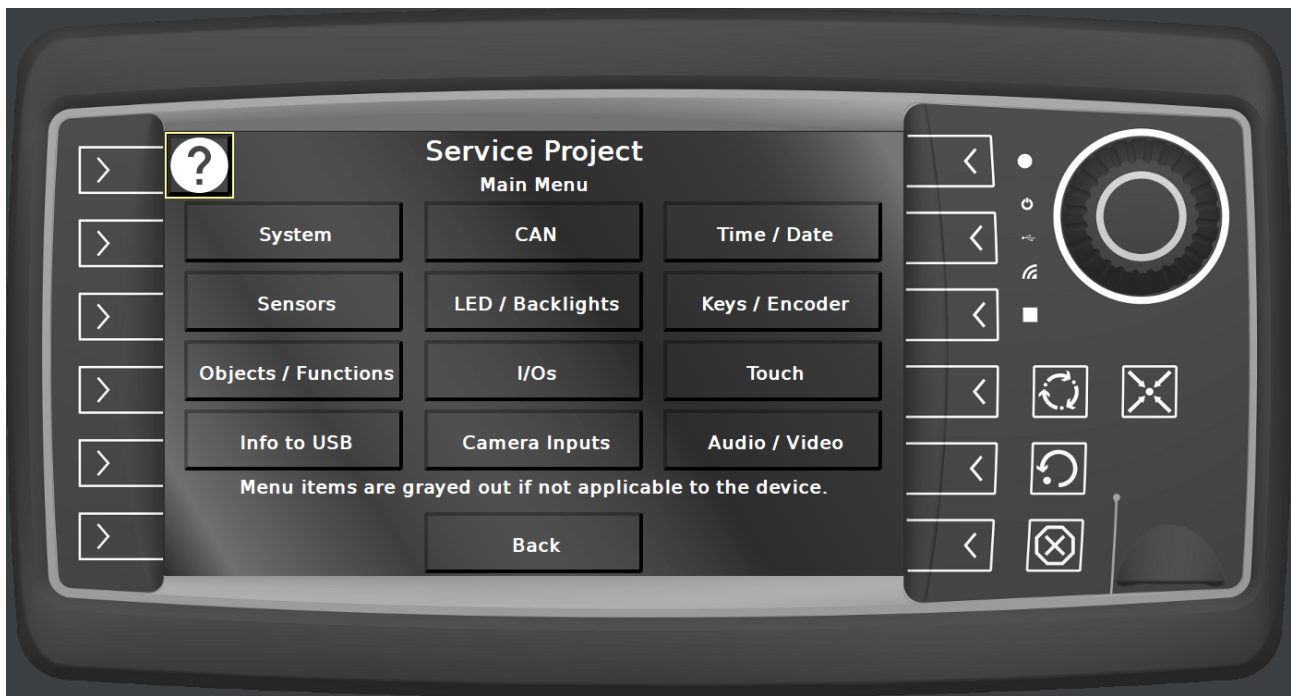 ?
Service Project
Main Menu
System
CAN
Time / Date
Sensors
LED / Backlights
Keys / Encoder
Objects / Functions
I/Os
Touch
Info to USB
Camera Inputs
Audio / Video
Menu items are grayed out if not applicable to the device.
Back